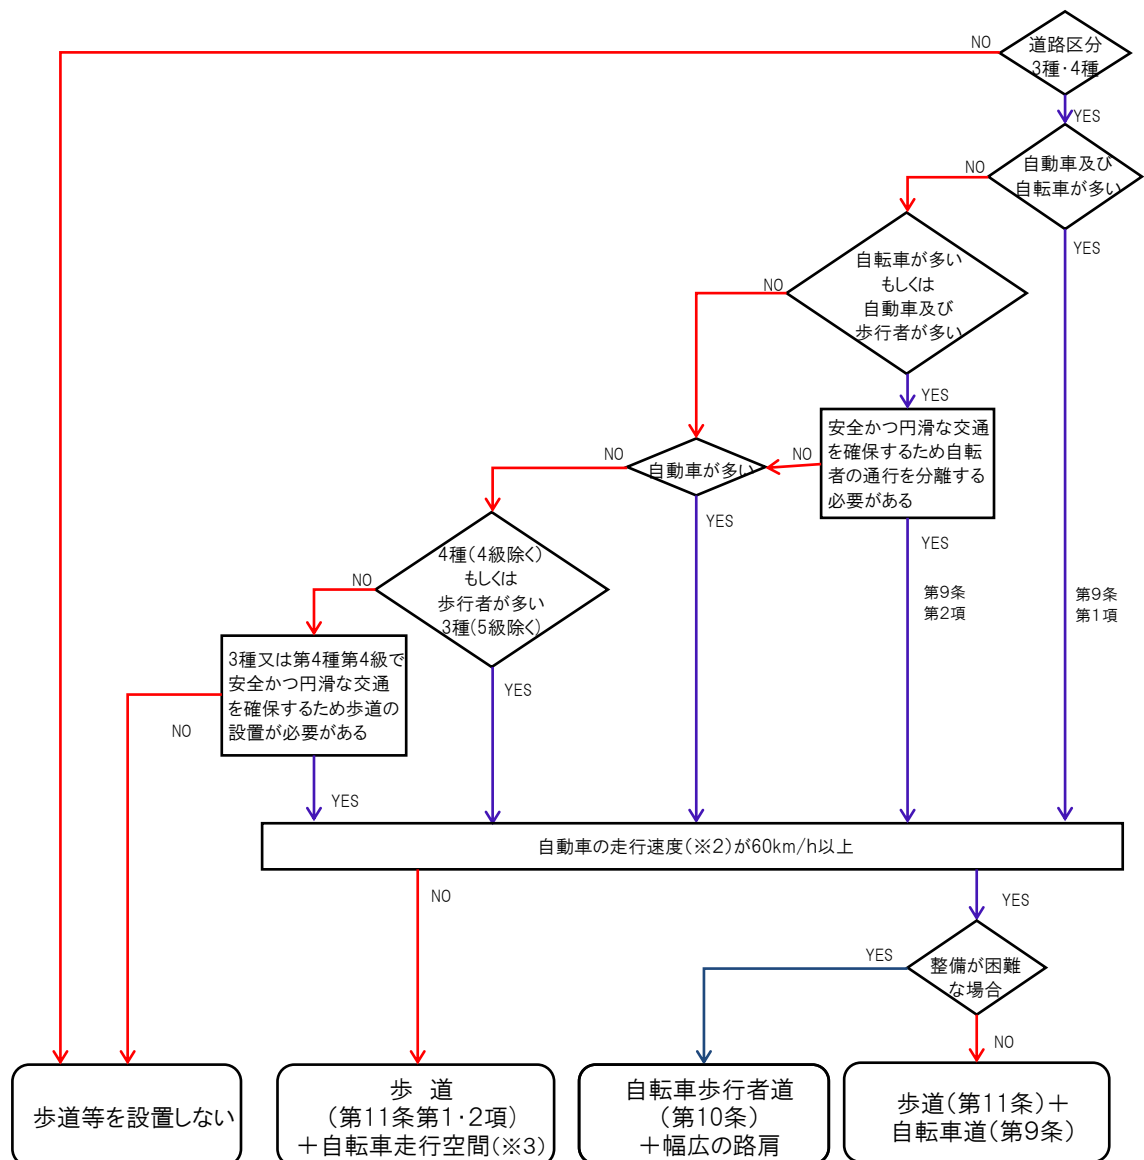 道路区分
3種・4種
NO
YES
自動車及び
自転車が多い
NO
YES
自転車が多い
もしくは
自動車及び
歩行者が多い
NO
YES
安全かつ円滑な交通
を確保するため自転
者の通行を分離する
必要がある
NO
YES
自動車が多い
NO
YES
第9条
第2項
第9条
第1項
4種(4級除く)
もしくは
歩行者が多い
3種(5級除く)
NO
YES
3種又は第4種第4級で
安全かつ円滑な交通
を確保するため歩道の
設置が必要がある
NO
YES
自動車の走行速度(※2)が60km/h以上
NO
YES
整備が困難
な場合
YES
NO
歩道等を設置しない
歩 道
(第11条第1・2項)
+自転車走行空間(※3)
自転車歩行者道
(第10条)
+幅広の路肩
歩道(第11条)+
自転車道(第9条)